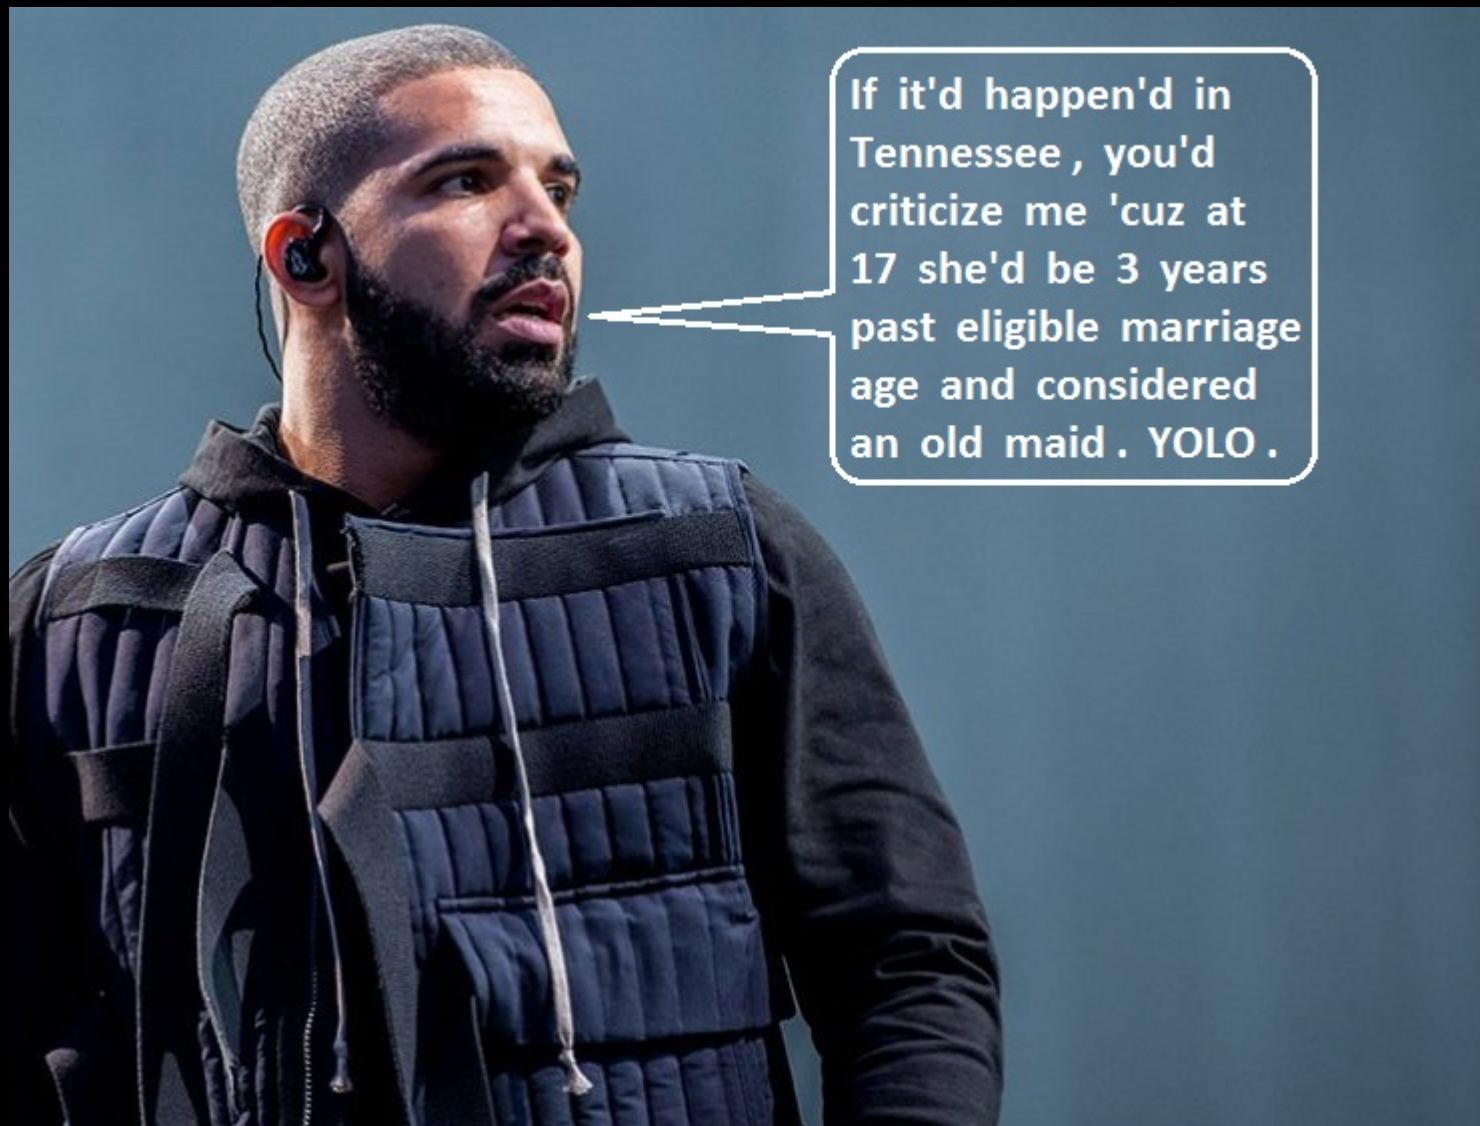 If it'd happen'd in
Tennessee , you'd
criticize me 'cuz at
17 she'd be 3 years
past eligible marriage
age and considered
an old maid . YOLO .